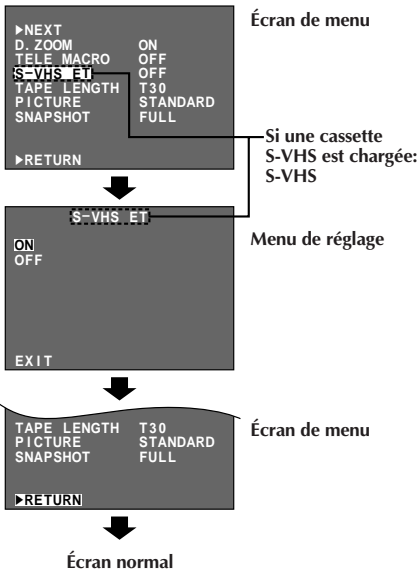 Écran de menu
▶NEXT
D. ZOOM ON
TELE MACRO OFF
S-VHS ET OFF
TAPE LENGTH T30
PICTURE STANDARD
SNAPSHOT FULL
▶RETURN
Si une cassette
S-VHS est chargée:
S-VHS
S-VHS ET
Menu de réglage
ON
OFF
EXIT
TAPE LENGTH T30
PICTURE STANDARD
SNAPSHOT FULL
Écran de menu
▶RETURN
Écran normal